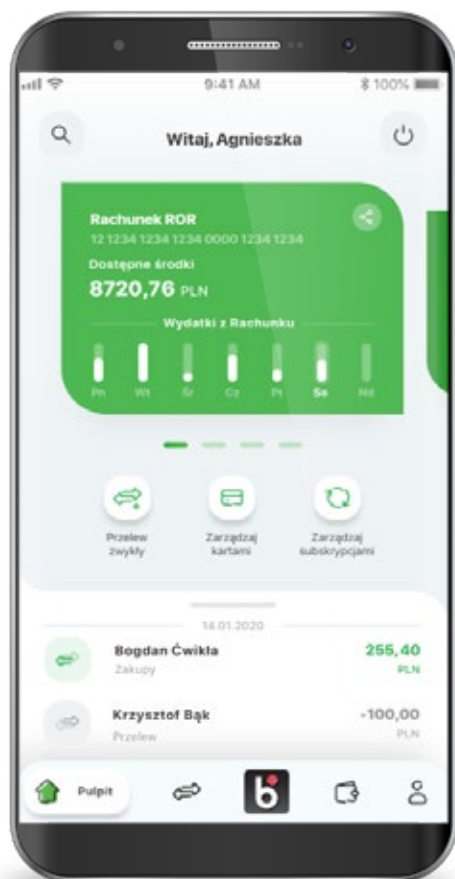 9:41 AM
100%
Witaj, Agnieszka
Rachunek ROR
12 1234 1234 1234 0000 1234 1234
Dostępne środki
8720,76 PLN
Wydatki z Rachunku
Pn Wt Śr Cz Pt So Nd
Przelew
zwykły
Zarządzaj
kartami
Zarządzaj
subskrypcjami
14.01.2020
Bogdan Ćwikła
255,40
Zakupy
PLN
Krzysztof Bąk
-100,00
Przelew
PLN
Pulpit
b